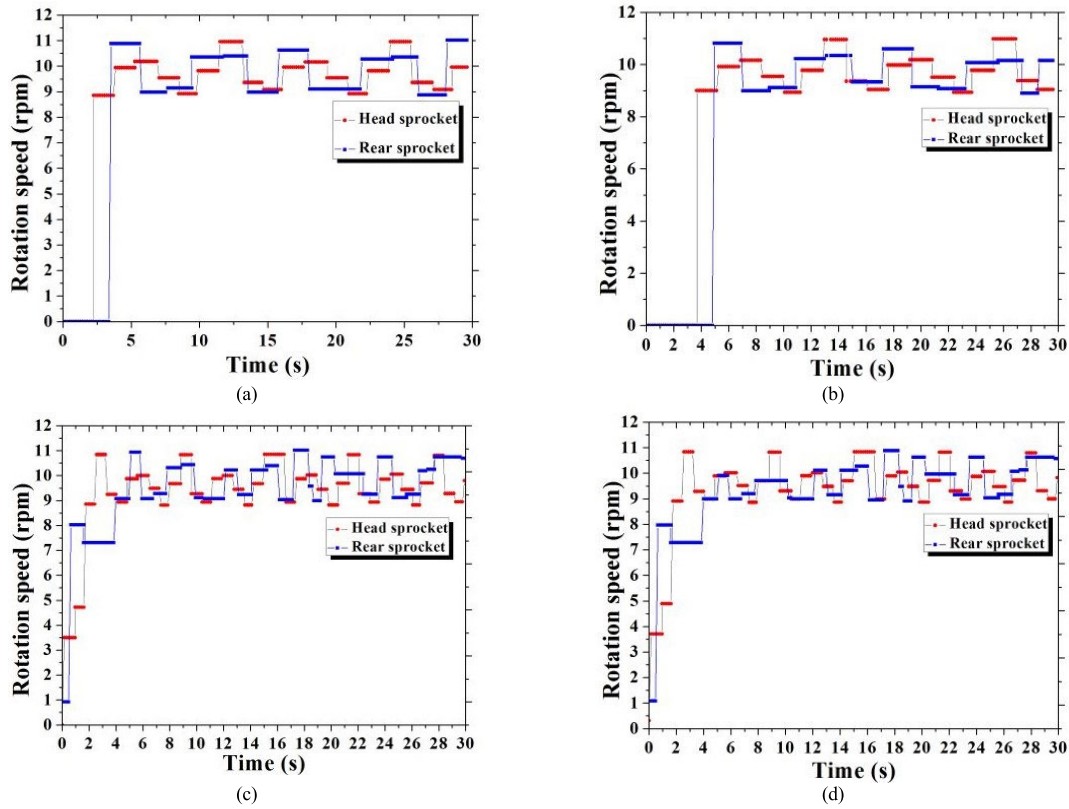 12
11
10
9
8
7
6
5
4
3
2
1
0
Rotation speed (rpm)
Head sprocket
Rear sprocket
0 5 10 15 20 25 30
Time (s)
(a)
12
10
8
6
4
2
0
Rotation speed (rpm)
Head sprocket
Rear sprocket
0 2 4 6 8 10 12 14 16 18 20 22 24 26 28 30
Time (s)
(b)
12
11
10
9
8
7
6
5
4
3
2
1
0
Rotation speed (rpm)
Head sprocket
Rear sprocket
0 2 4 6 8 10 12 14 16 18 20 22 24 26 28 30
Time (s)
(c)
12
11
10
9
8
7
6
5
4
3
2
1
0
Rotation speed (rpm)
Head sprocket
Rear sprocket
0 2 4 6 8 10 12 14 16 18 20 22 24 26 28 30
Time (s)
(d)